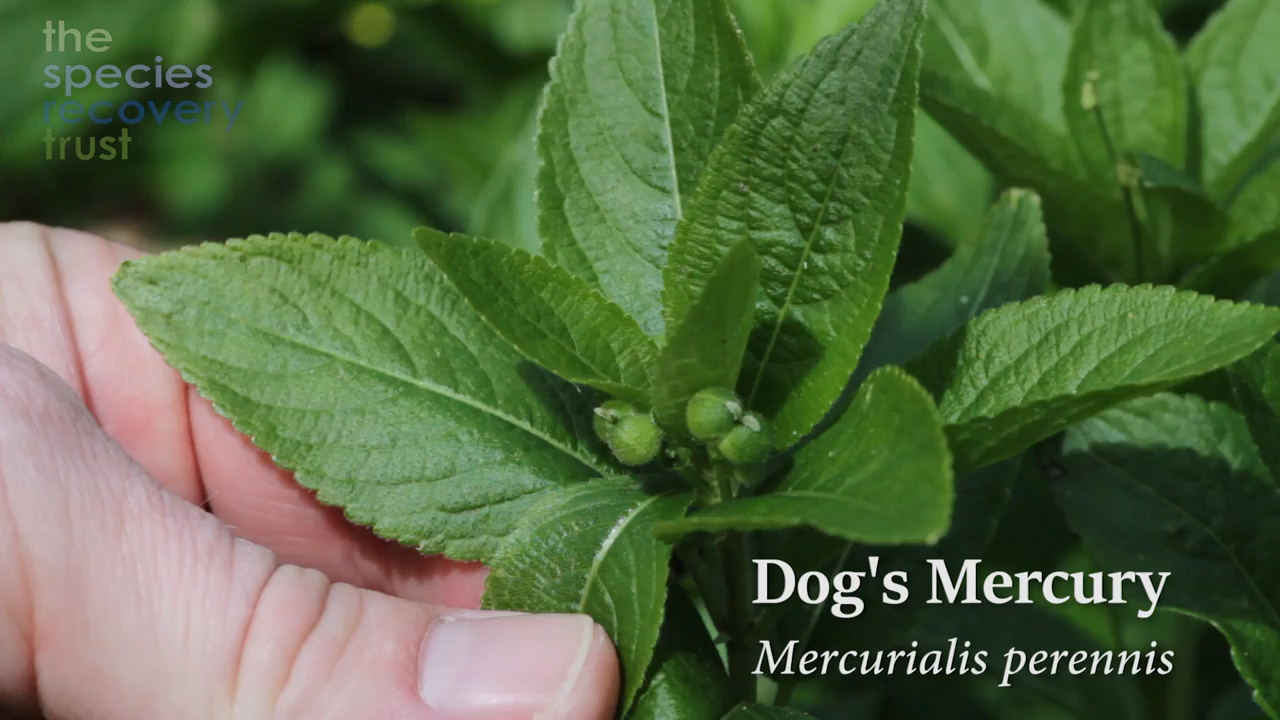 the
species
recovery
trust
Dog's Mercury
Mercurialis perennis